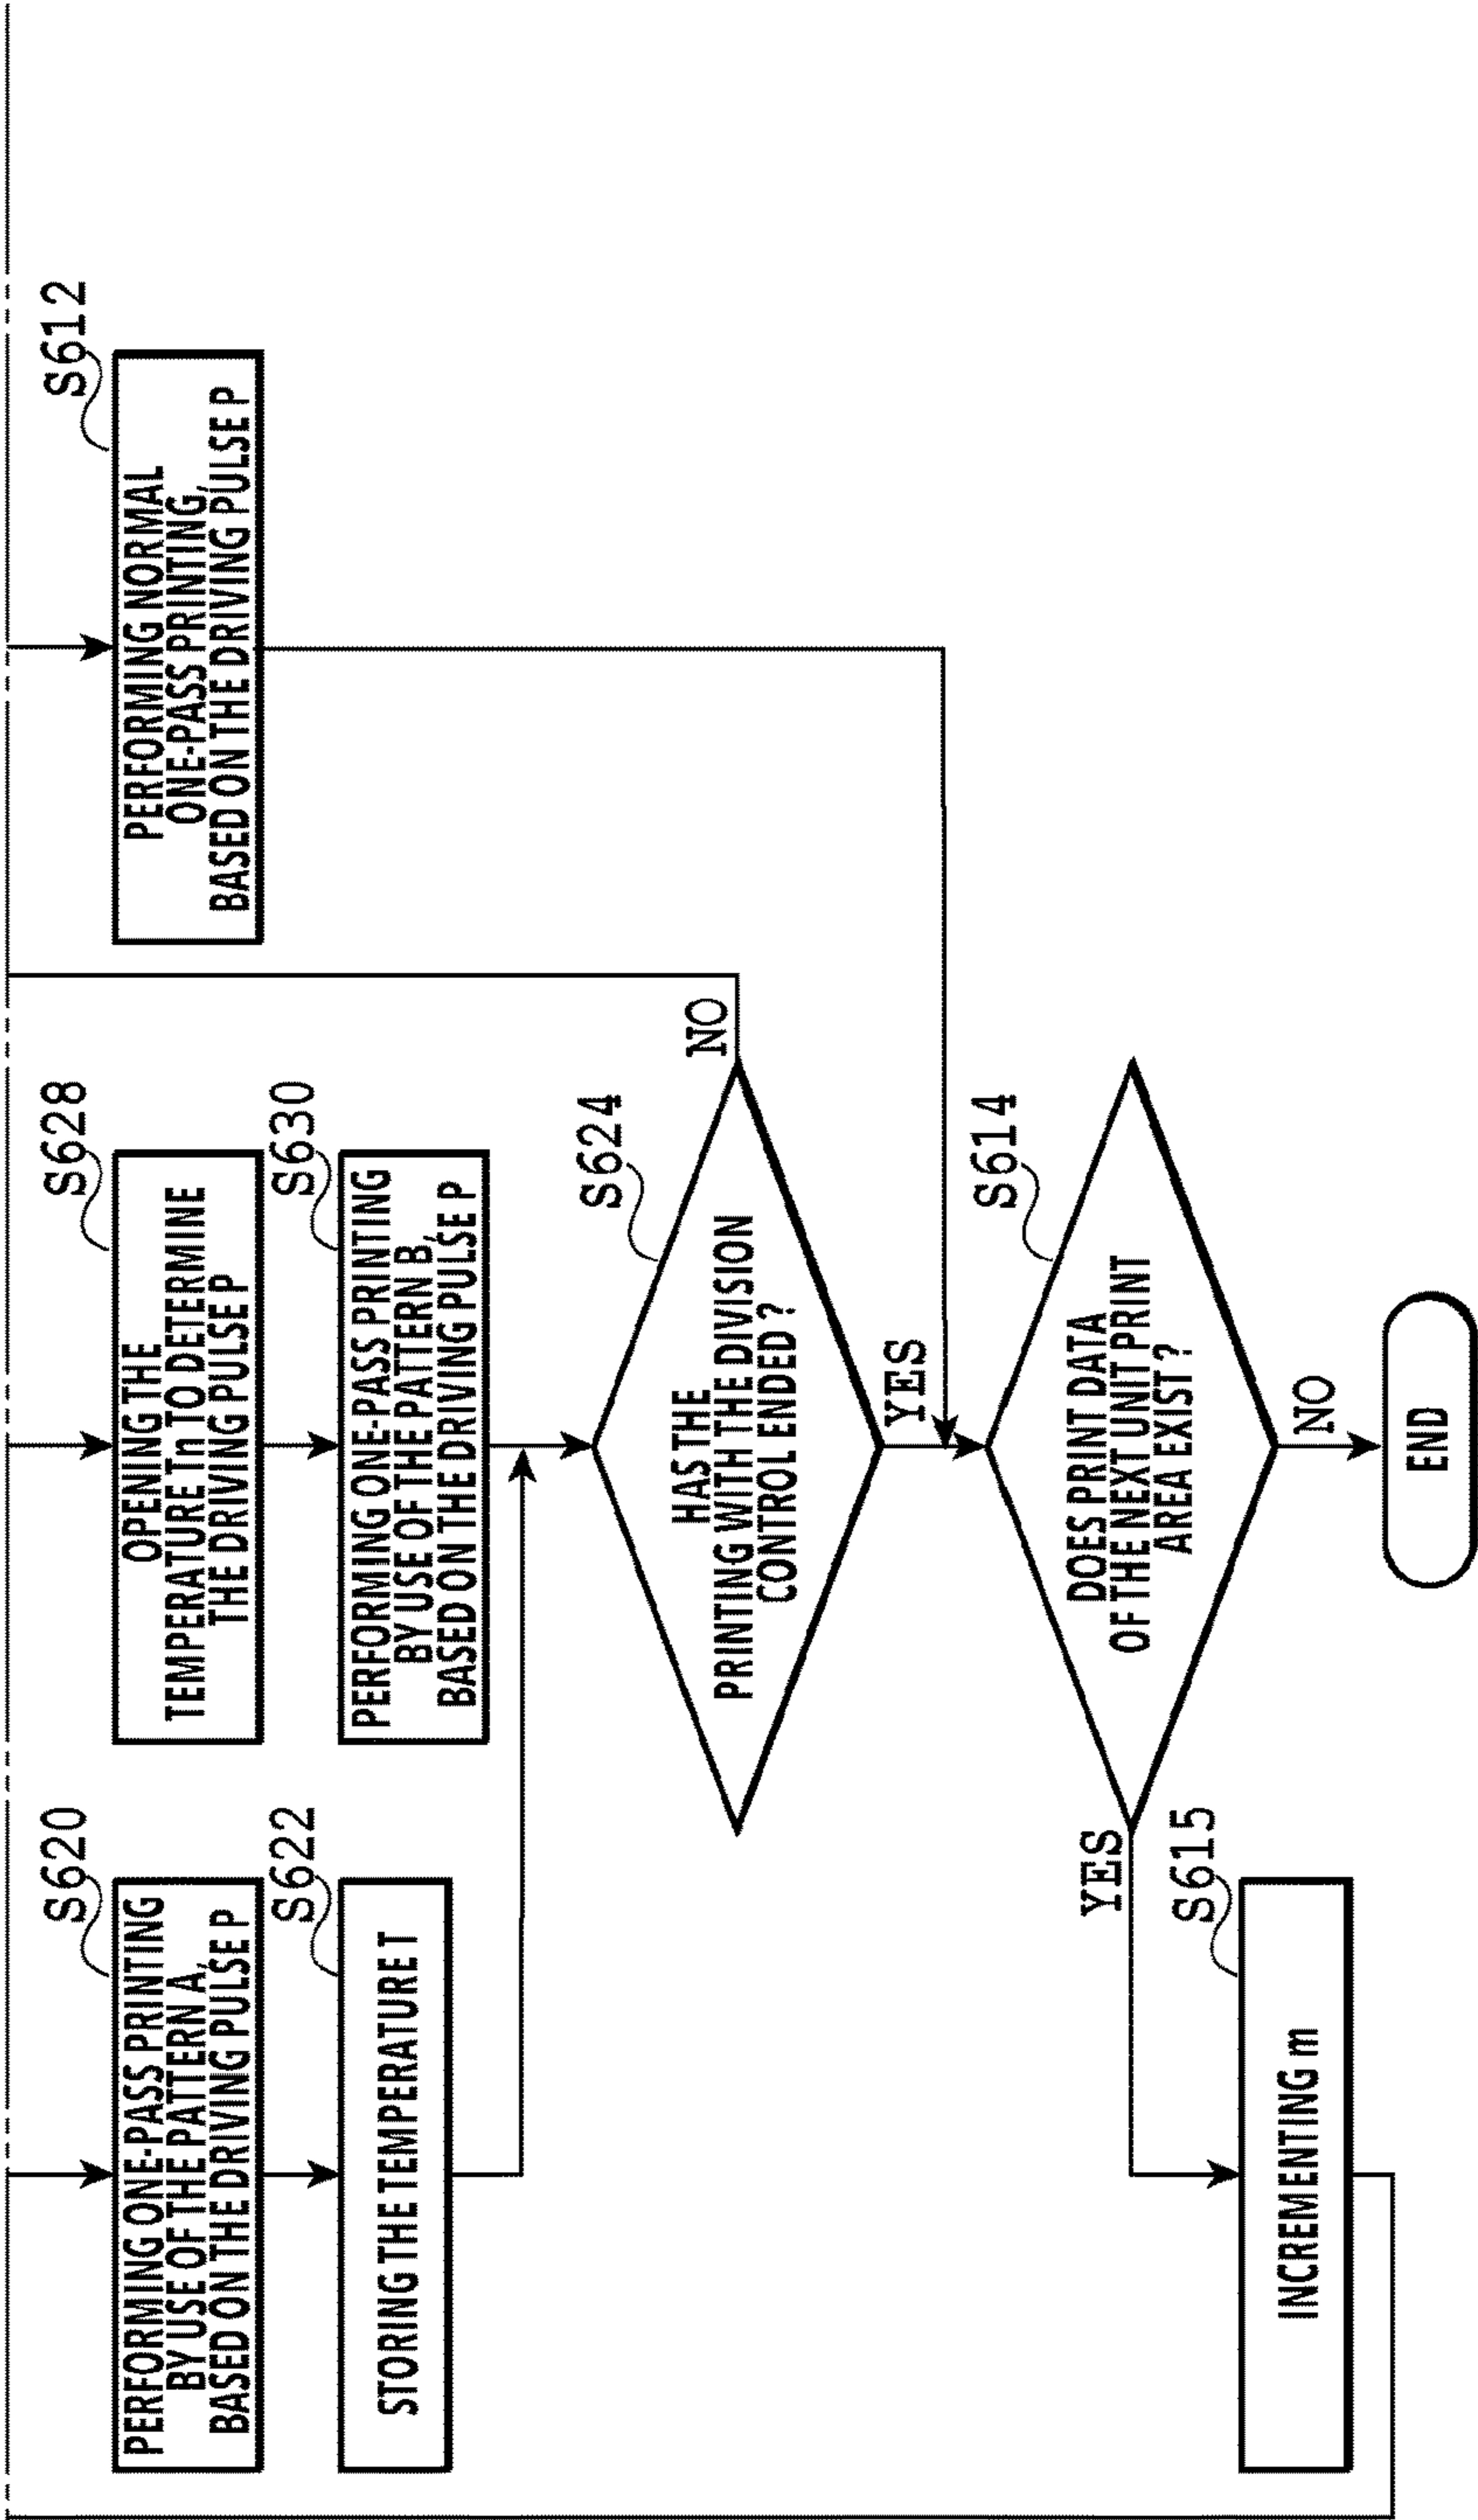 S620
PERFORMING ONE-PASS PRINTING
BY USE OF THE PATTERN A,
BASED ON THE DRIVING PULSE P
S622
STORING THE TEMPERATURE T
S628
OPENING THE
TEMPERATURE Tn TO DETERMINE
THE DRIVING PULSE P
S630
PERFORMING ONE-PASS PRINTING
BY USE OF THE PATTERN B,
BASED ON THE DRIVING PULSE P
S612
PERFORMING NORMAL
ONE-PASS PRINTING,
BASED ON THE DRIVING PULSE P
S624
HAS THE
PRINTING WITH THE DIVISION
CONTROL ENDED ?
NO
YES
S614
DOES PRINT DATA
OF THE NEXT UNIT PRINT
AREA EXIST ?
YES
NO
S615
INCREMENTING m
END